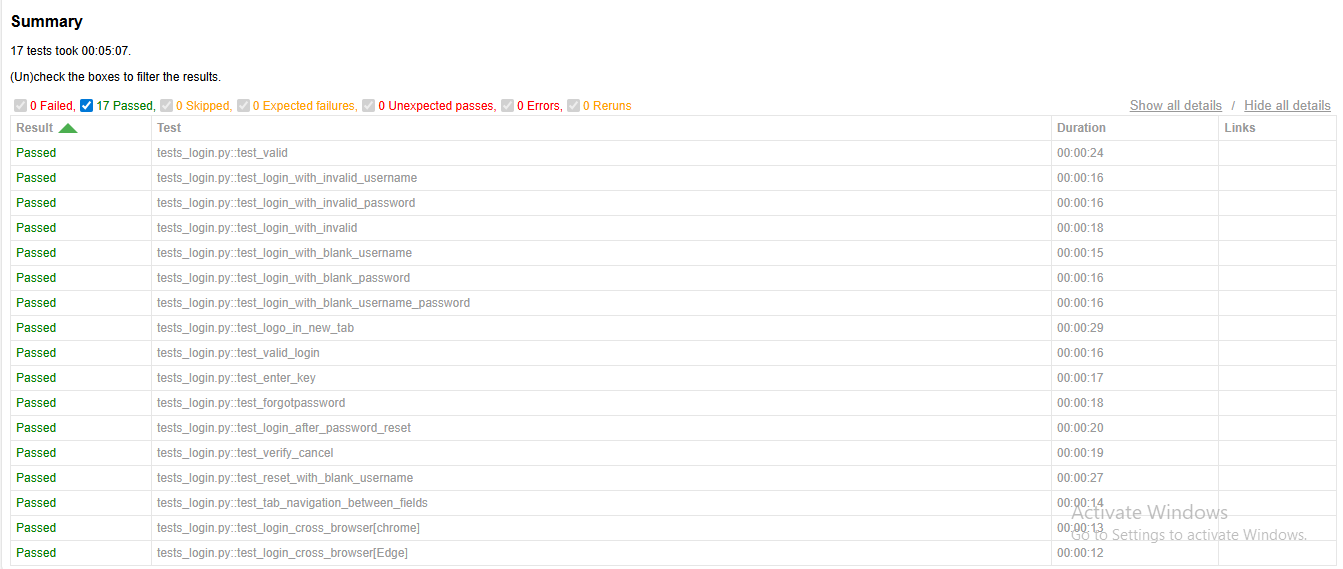 Summary
17 tests took 00:05:07.
(Un)check the boxes to filter the results.
0 Failed, 17 Passed, 0 Skipped, 0 Expected failures, 0 Unexpected passes, 0 Errors, 0 Reruns Show all details / Hide all details
Result Test Duration Links
Passed tests_login.py::test_valid 00:00:24
Passed tests_login.py::test_login_with_invalid_username 00:00:16
Passed tests_login.py::test_login_with_invalid_password 00:00:16
Passed tests_login.py::test_login_with_invalid 00:00:18
Passed tests_login.py::test_login_with_blank_username 00:00:15
Passed tests_login.py::test_login_with_blank_password 00:00:16
Passed tests_login.py::test_login_with_blank_username_password 00:00:16
Passed tests_login.py::test_logo_in_new_tab 00:00:29
Passed tests_login.py::test_valid_login 00:00:16
Passed tests_login.py::test_enter_key 00:00:17
Passed tests_login.py::test_forgotpassword 00:00:18
Passed tests_login.py::test_login_after_password_reset 00:00:20
Passed tests_login.py::test_verify_cancel 00:00:19
Passed tests_login.py::test_reset_with_blank_username 00:00:27
Passed tests_login.py::test_tab_navigation_between_fields 00:00:14
Activate Windows
Passed tests_login.py::test_login_cross_browser[chrome] 00:00:13
Go to Settings to activate Windows.
Passed tests_login.py::test_login_cross_browser[Edge] 00:00:12